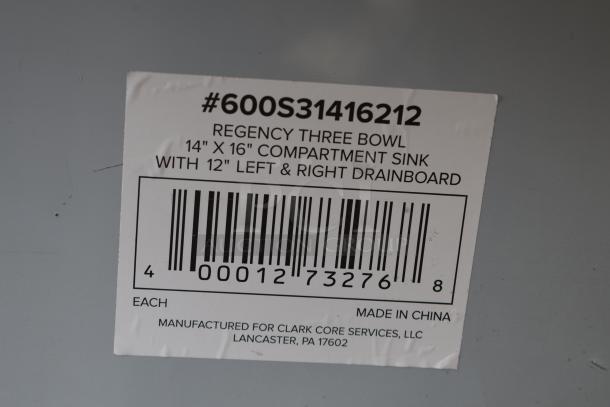 #600S31416212
REGENCY THREE BOWL
14" X 16" COMPARTMENT SINK
WITH 12" LEFT & RIGHT DRAINBOARD
4 00012 73276 8
EACH
MADE IN CHINA
MANUFACTURED FOR CLARK CORE SERVICES, LLC
LANCASTER, PA 17602